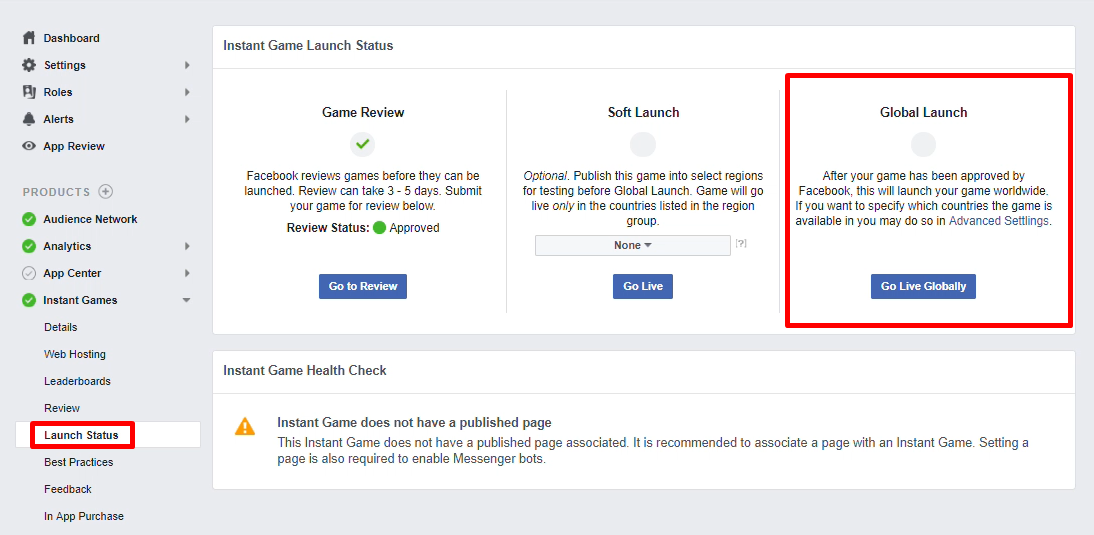 Dashboard
Settings
Roles
Alerts
App Review
PRODUCTS
Audience Network
Analytics
App Center
Instant Games
Details
Web Hosting
Leaderboards
Review
Launch Status
Best Practices
Feedback
In App Purchase
Instant Game Launch Status
Game Review
Facebook reviews games before they can be
launched. Review can take 3 - 5 days. Submit
your game for review below.
Review Status: Approved
Go to Review
Soft Launch
Optional. Publish this game into select regions
for testing before Global Launch. Game will go
live only in the countries listed in the region
group.
None
[?]
Go Live
Global Launch
After your game has been approved by
Facebook, this will launch your game worldwide.
If you want to specify which countries the game is
available in you may do so in Advanced Settlings.
Go Live Globally
Instant Game Health Check
Instant Game does not have a published page
This Instant Game does not have a published page associated. It is recommended to associate a page with an Instant Game. Setting a
page is also required to enable Messenger bots.